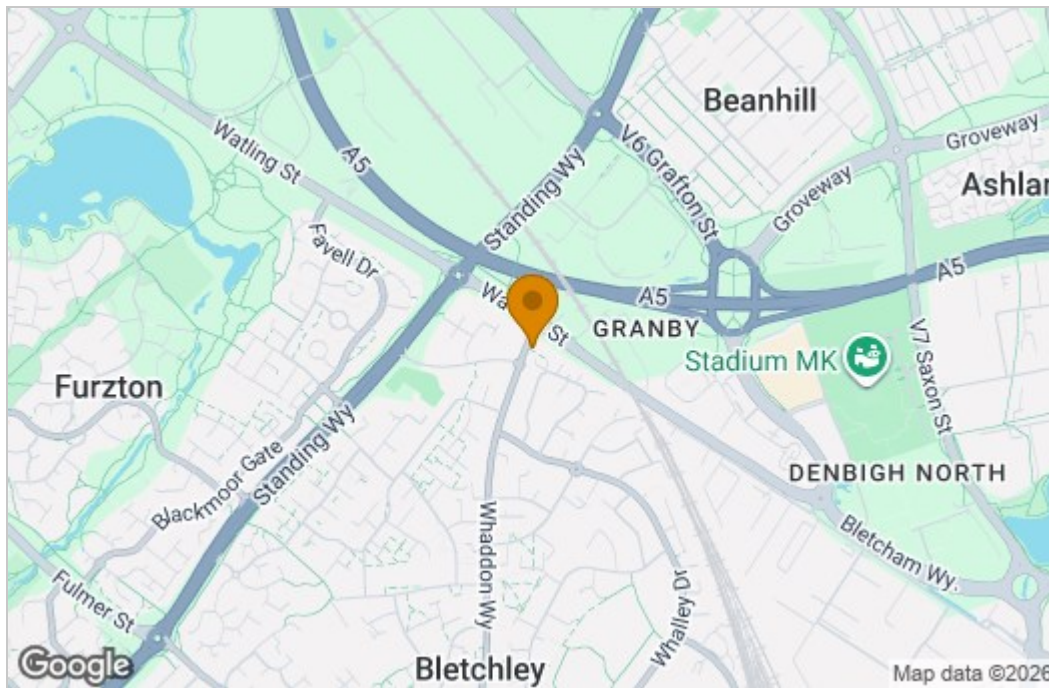 Beanhill
Groveway
Watling St
A5
Standing Wy
V6 Grafton St
Groveway
Ashlar
Favell Dr
A5
A5
GRANBY
Stadium MK
V7 Saxon St
Furzton
Standing Wy
Blackmoor Gate
DENBIGH NORTH
Whaddon Wy
Bletcham Wy.
Fulmer St
Whalley Dr
Bletchley
Google
Map data ©2026